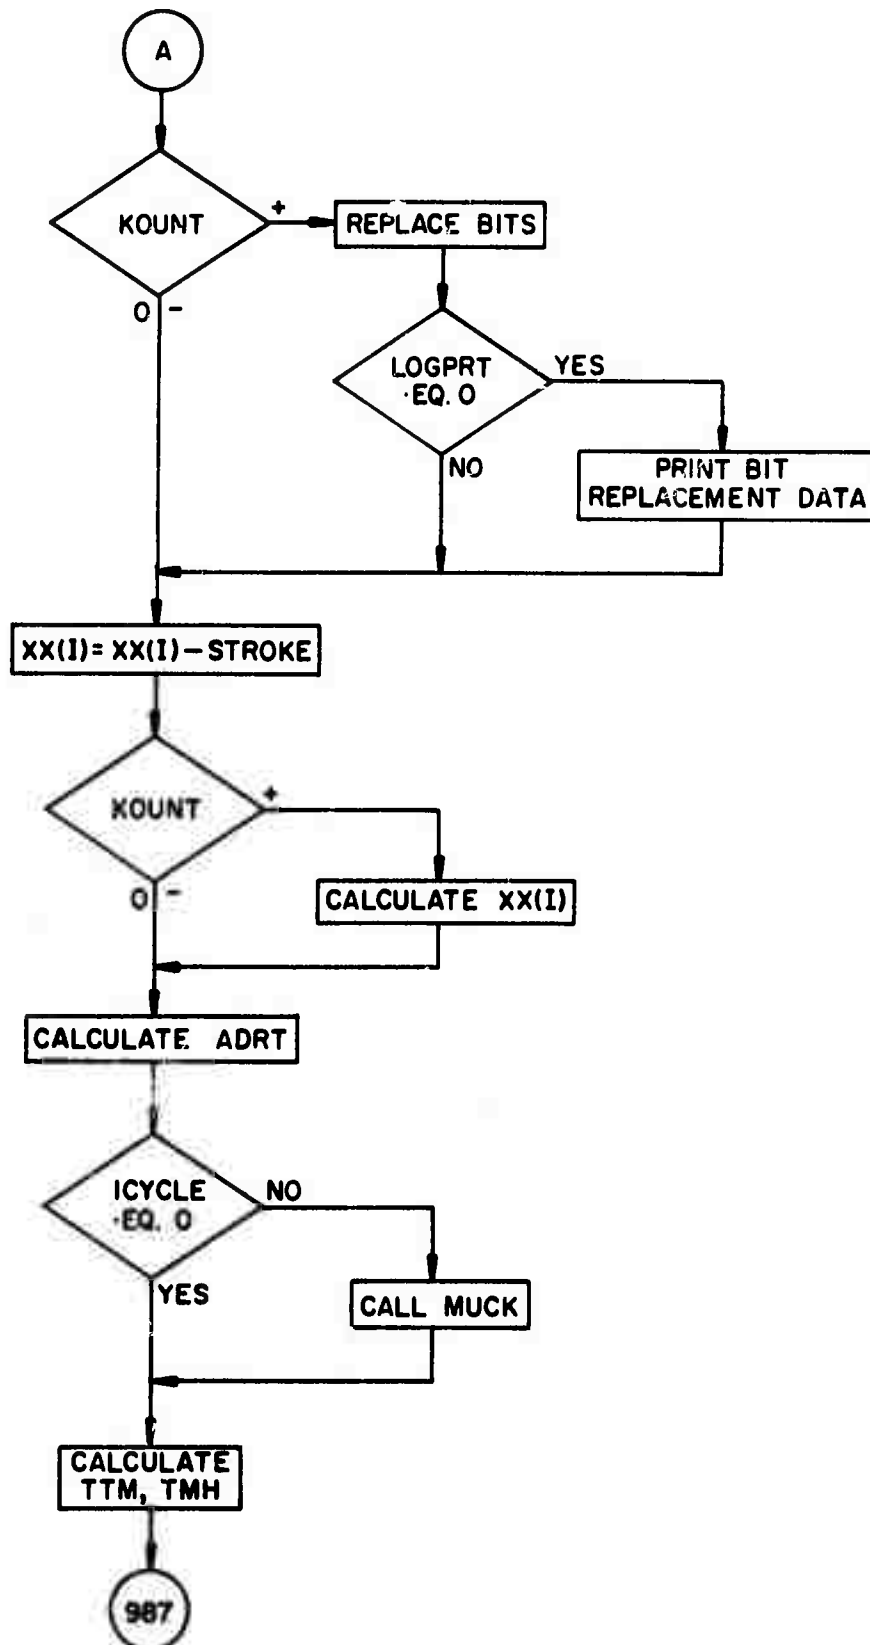 A
KOUNT
+
REPLACE BITS
0 -
LOGPRT
.EQ. 0
YES
NO
PRINT BIT
REPLACEMENT DATA
XX(I) = XX(I) - STROKE
KOUNT
+
0 -
CALCULATE XX(I)
CALCULATE ADRT
ICYCLE
.EQ. 0
NO
YES
CALL MUCK
CALCULATE
TTM, TMH
987